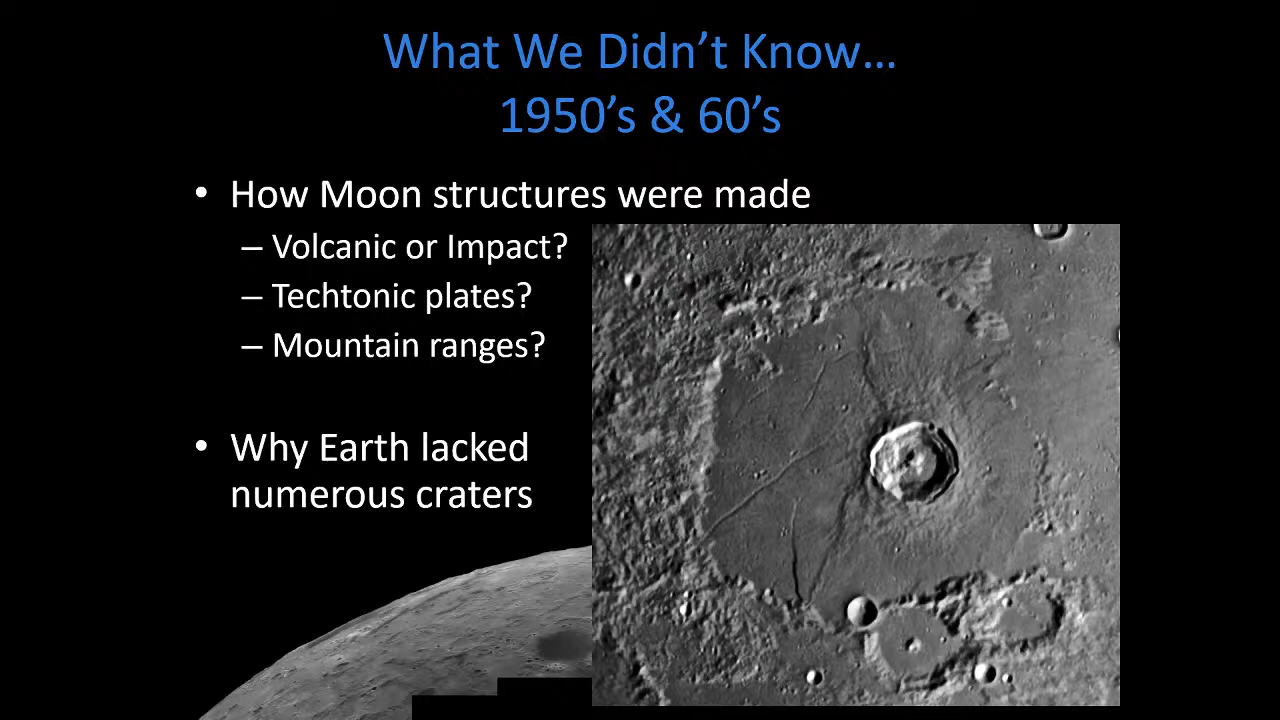 What We Didn’t Know…
1950’s & 60’s
• How Moon structures were made
– Volcanic or Impact?
– Techtonic plates?
– Mountain ranges?
• Why Earth lacked
numerous craters